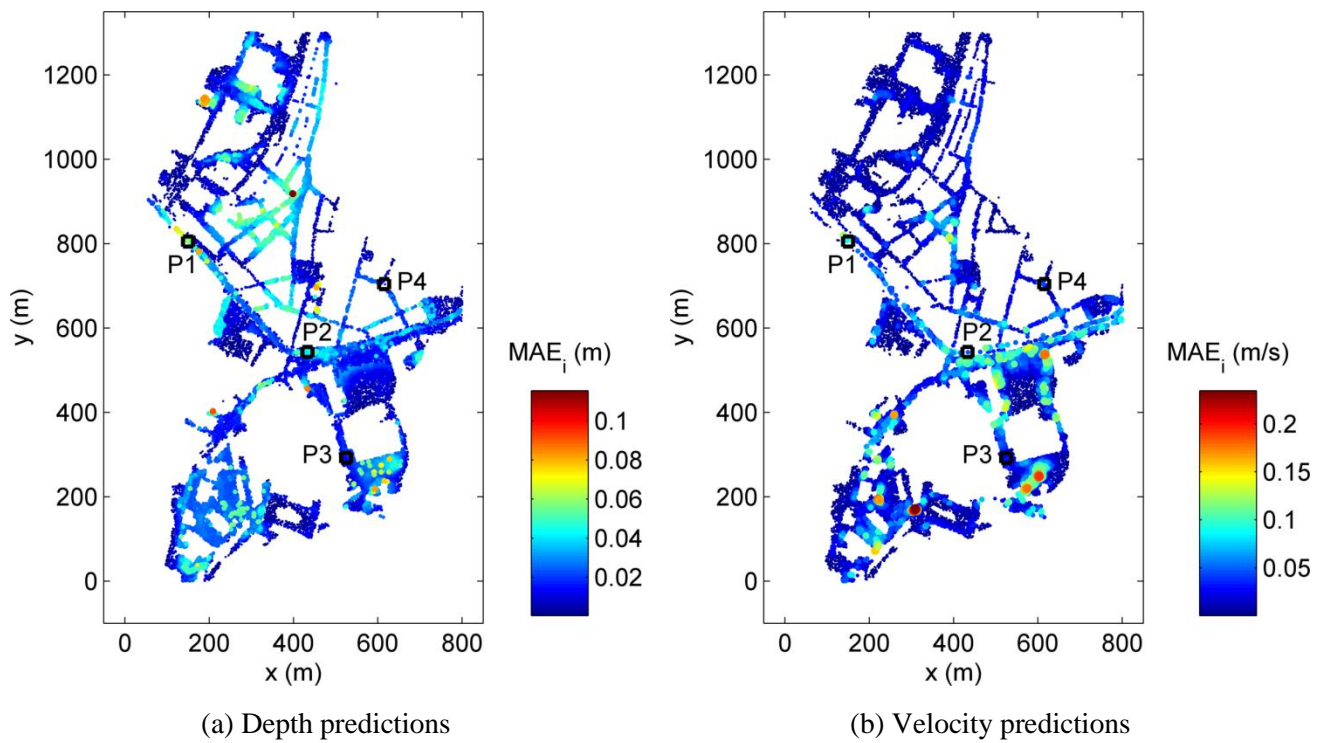 1200
1000
800
600
400
200
0
y (m)
0 200 400 600 800
x (m)
P1
P2
P3
P4
MAE_i (m)
0.1
0.08
0.06
0.04
0.02
(a) Depth predictions
1200
1000
800
600
400
200
0
y (m)
0 200 400 600 800
x (m)
P1
P2
P3
P4
MAE_i (m/s)
0.2
0.15
0.1
0.05
(b) Velocity predictions